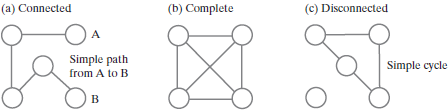 (a) Connected
(b) Complete
(c) Disconnected
A
Simple path
from A to B
B
Simple cycle